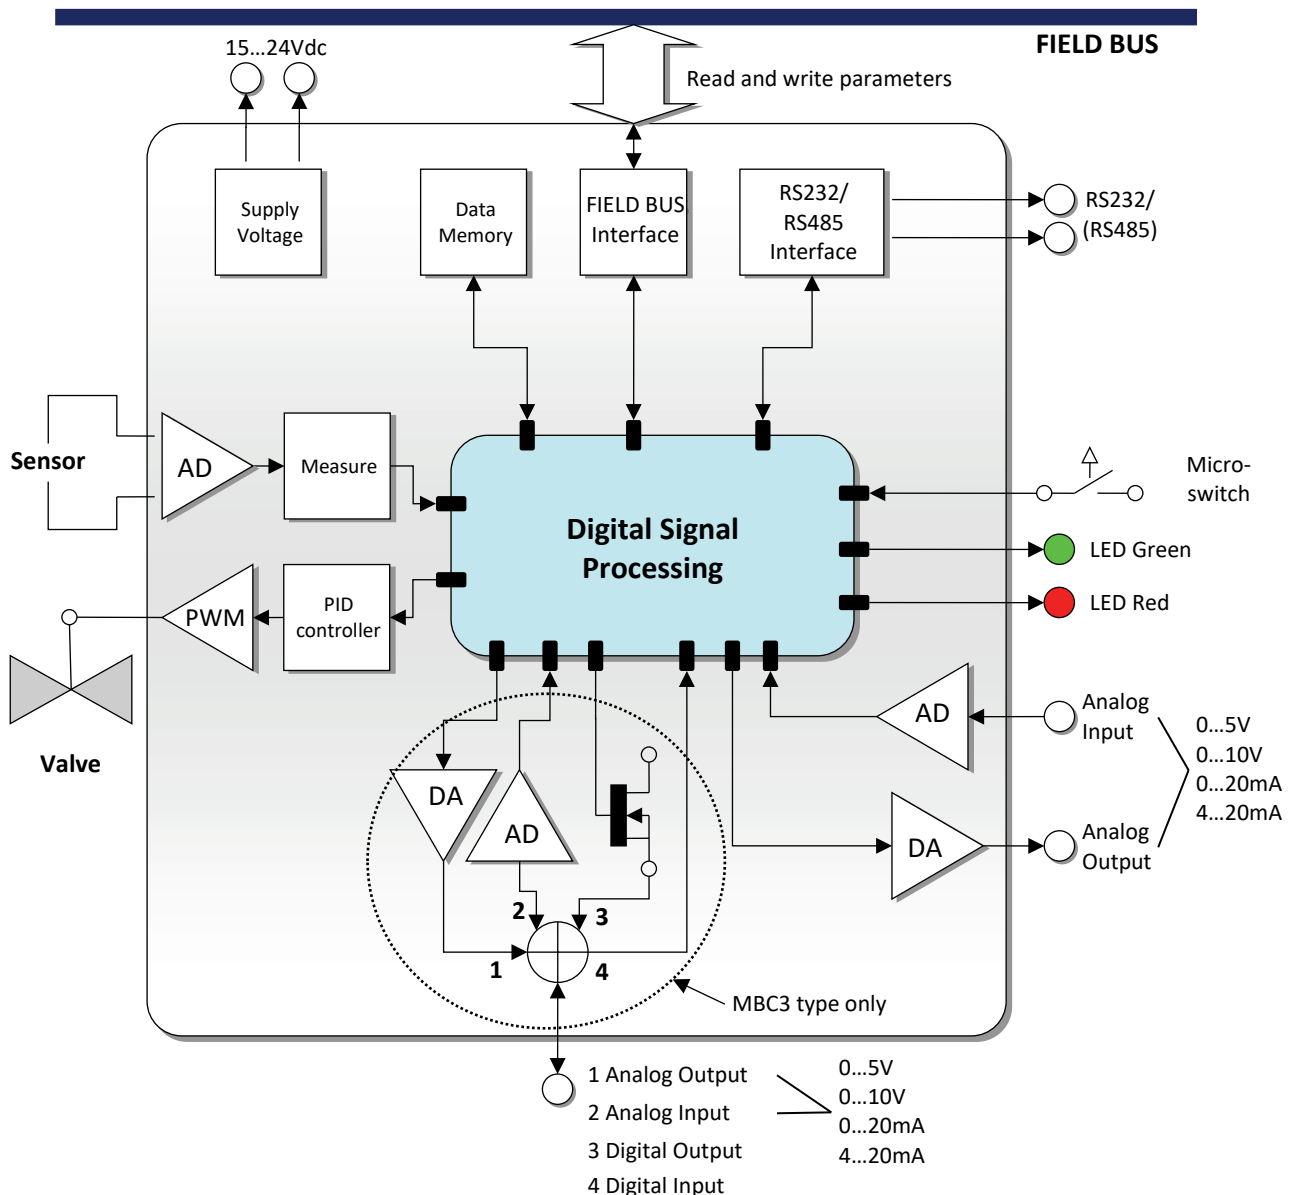 FIELD BUS
15...24Vdc
Read and write parameters
Supply
Voltage
Data
Memory
FIELD BUS
Interface
RS232/
RS485
Interface
RS232/
(RS485)
Sensor
AD
Measure
Digital Signal
Processing
Micro-
switch
LED Green
LED Red
PWM
PID
controller
Valve
AD
Analog
Input
0...5V
0...10V
0...20mA
4...20mA
DA
Analog
Output
DA
AD
2
3
1
4
MBC3 type only
1 Analog Output
2 Analog Input
3 Digital Output
4 Digital Input
0...5V
0...10V
0...20mA
4...20mA